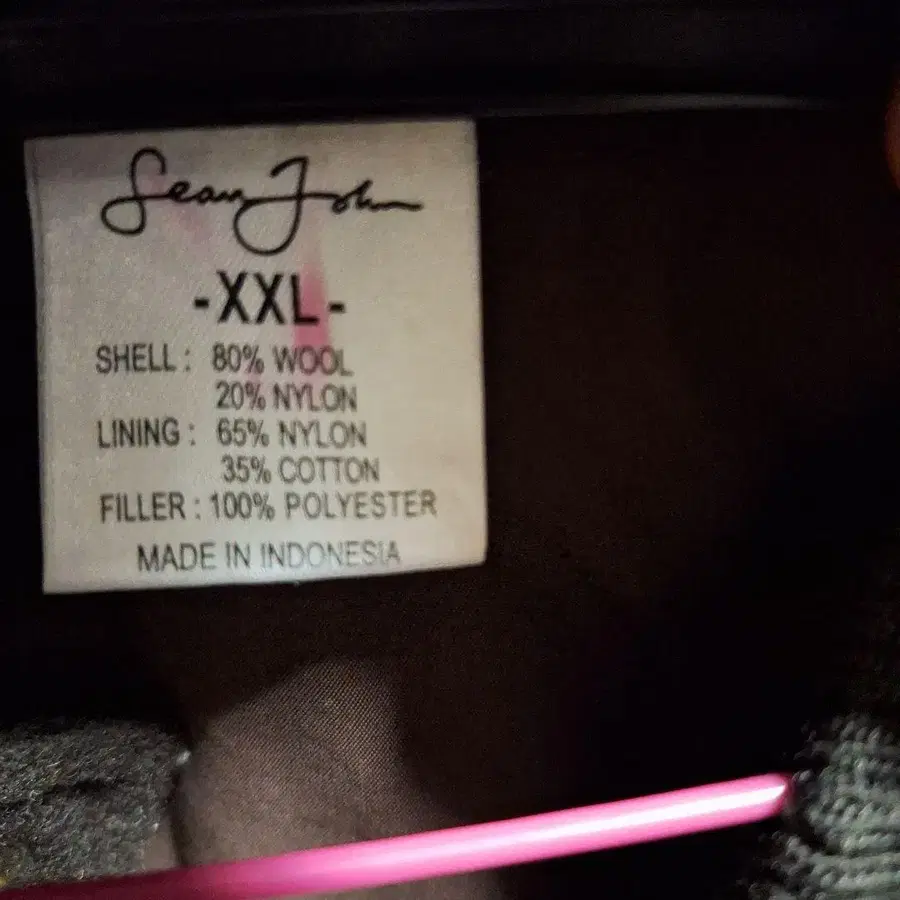 Sean John
-XXL-
SHELL: 80% WOOL
20% NYLON
LINING: 65% NYLON
35% COTTON
FILLER: 100% POLYESTER
MADE IN INDONESIA